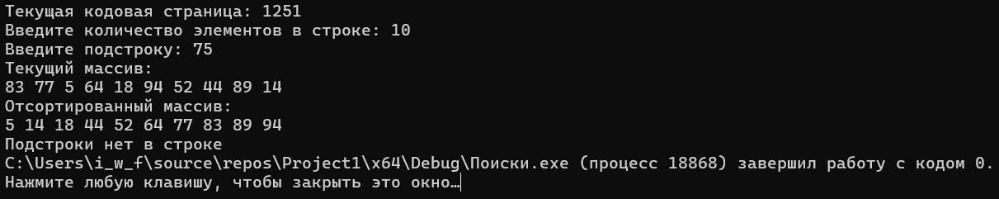 Текущая кодовая страница: 1251
Введите количество элементов в строке: 10
Введите подстроку: 75
Текущий массив:
83 77 5 64 18 94 52 44 89 14
Отсортированный массив:
5 14 18 44 52 64 77 83 89 94
Подстроки нет в строке
C:\Users\i_w_f\source\repos\Project1\x64\Debug\Поиски.exe (процесс 18868) завершил работу с кодом 0.
Нажмите любую клавишу, чтобы закрыть это окно…